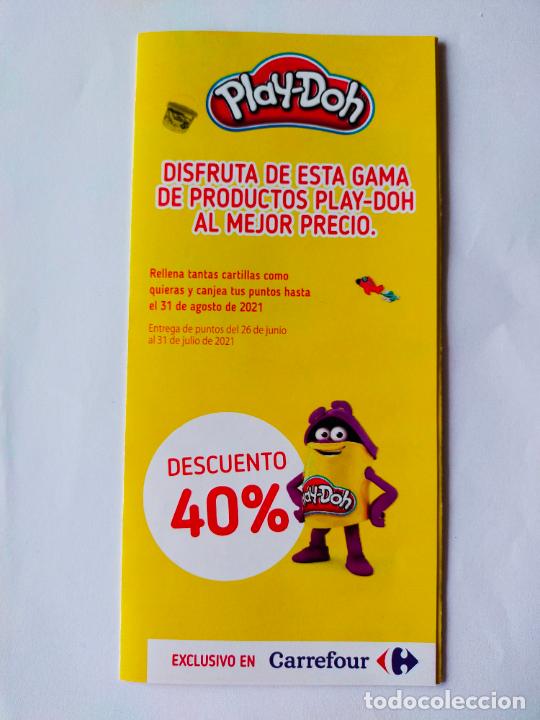 Play-Doh
DISFRUTA DE ESTA GAMA
DE PRODUCTOS PLAY-DOH
AL MEJOR PRECIO.
Rellena tantas cartillas como
quieras y canjea tus puntos hasta
el 31 de agosto de 2021
Entrega de puntos del 26 de junio
al 31 de julio de 2021
DESCUENTO
40%
Play-Doh
EXCLUSIVO EN Carrefour
todocoleccion